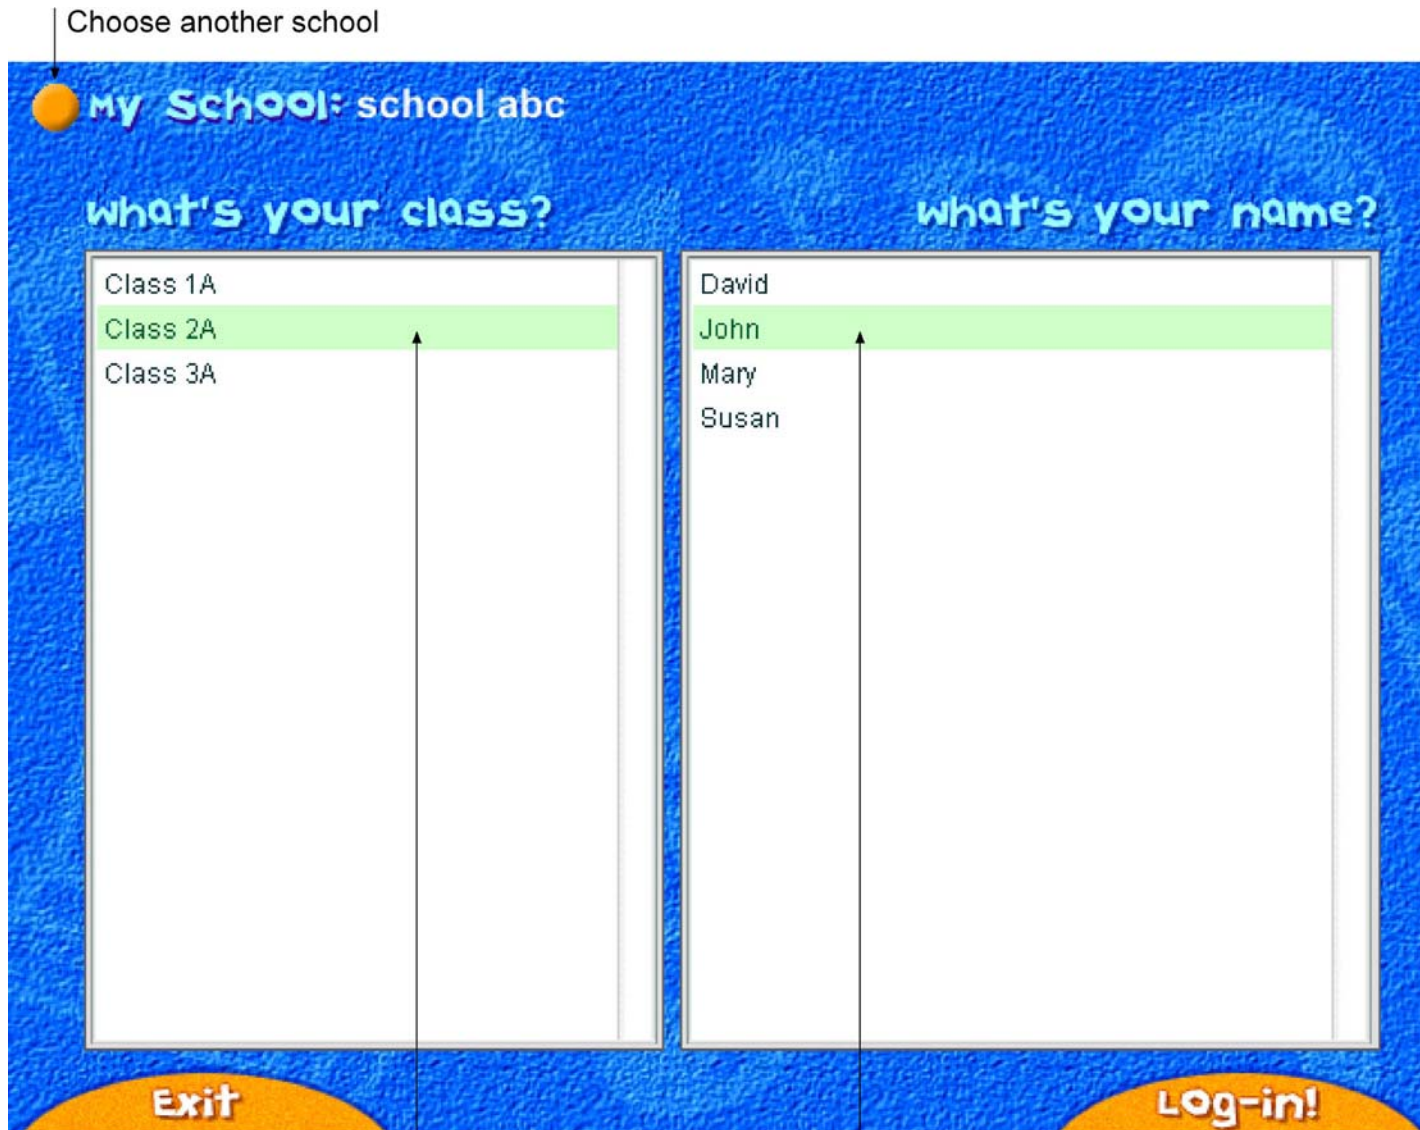 Choose another school
My School: school abc
What's your class?
What's your name?
Class 1A
Class 2A
Class 3A
David
John
Mary
Susan
Exit
Log-in!